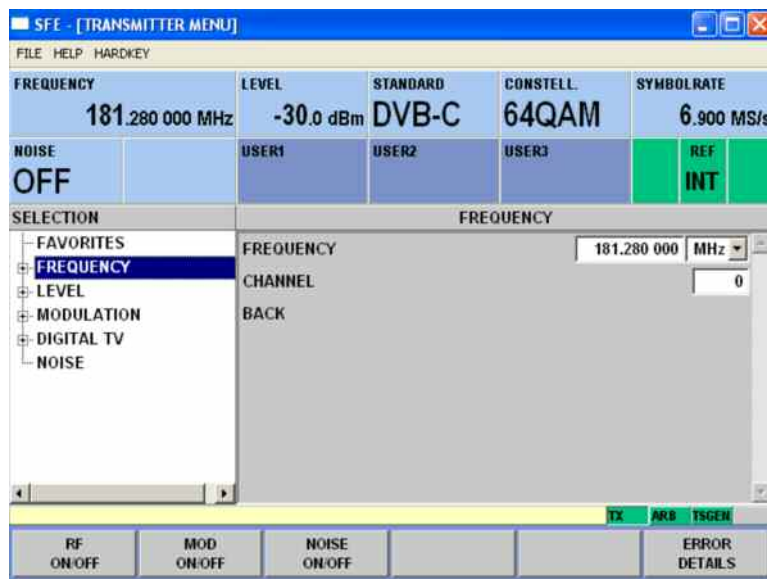 SFE - [TRANSMITTER MENU]
FILE HELP HARDKEY
FREQUENCY LEVEL STANDARD CONSTELL. SYMBOLRATE
181.280 000 MHz -30.0 dBm DVB-C 64QAM 6.900 MS/s
NOISE USER1 USER2 USER3 REF
OFF INT
SELECTION FREQUENCY
FAVORITES
FREQUENCY
LEVEL
MODULATION
DIGITAL TV
NOISE
FREQUENCY 181.280 000 MHz
CHANNEL 0
BACK
TX ARB TSGEN
RF ON/OFF MOD ON/OFF NOISE ON/OFF ERROR DETAILS